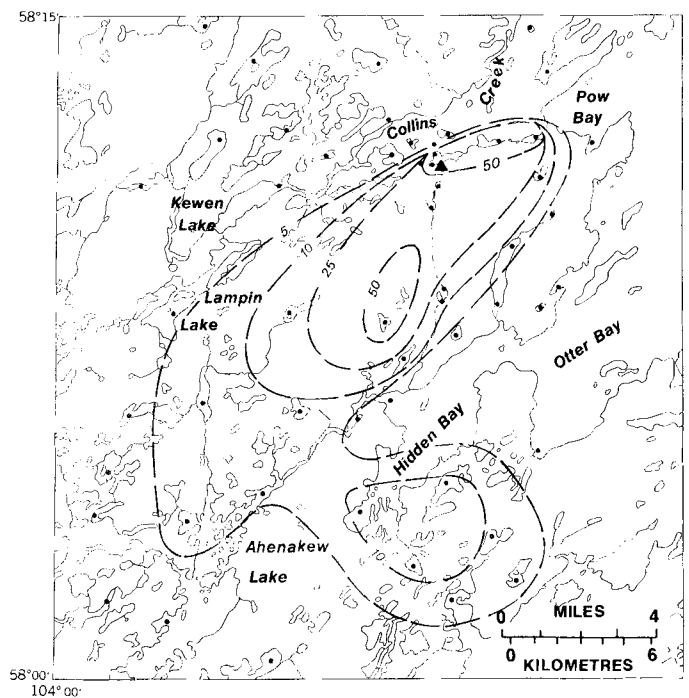 58°15'
Creek
Pow
Bay
Collins
50
Kewen
Lake
5
10
25
50
Lampin
Lake
Otter Bay
Hidden Bay
Ahenakew
Lake
MILES
0 4
0 6
KILOMETRES
58°00'
104°00'